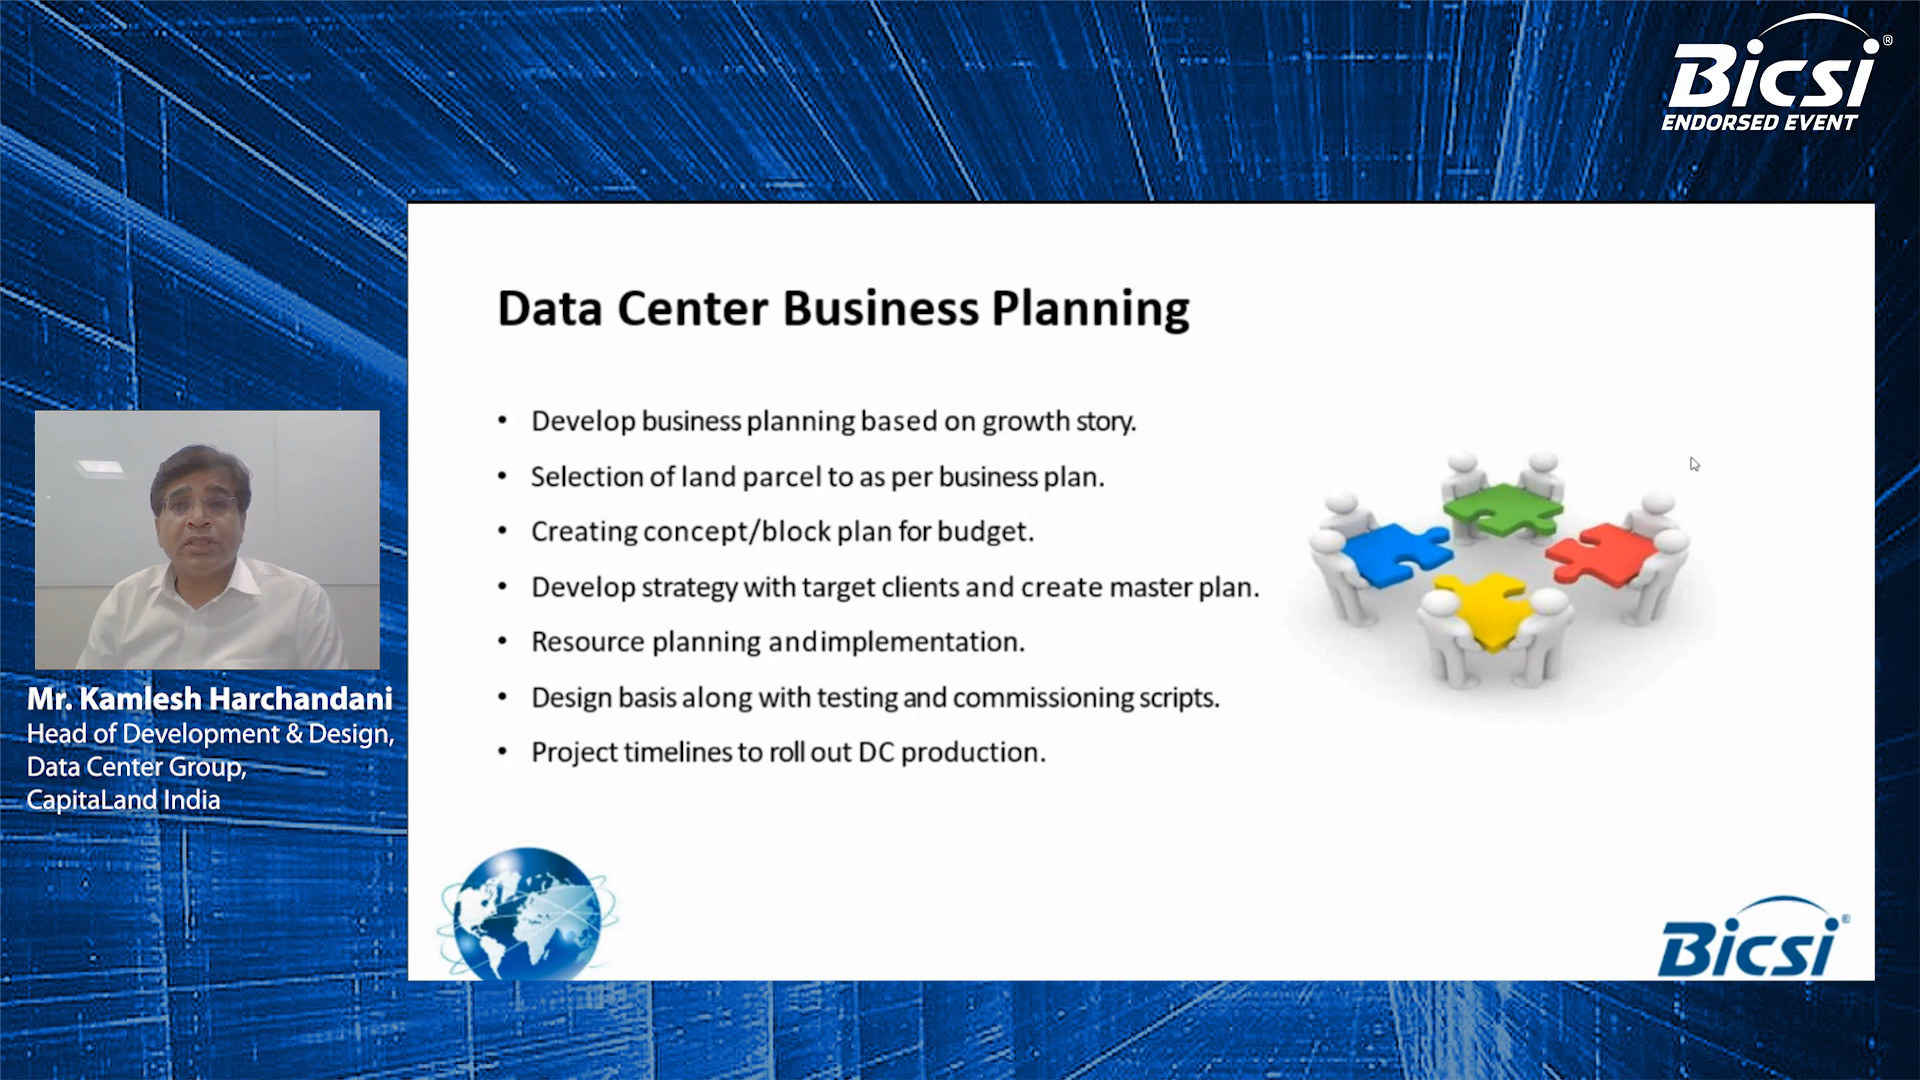 Bicsi®
ENDORSED EVENT
Data Center Business Planning
• Develop business planning based on growth story.
• Selection of land parcel to as per business plan.
• Creating concept/block plan for budget.
• Develop strategy with target clients and create master plan.
• Resource planning and implementation.
• Design basis along with testing and commissioning scripts.
• Project timelines to roll out DC production.
Mr. Kamlesh Harchandani
Head of Development & Design,
Data Center Group,
CapitaLand India
Bicsi®